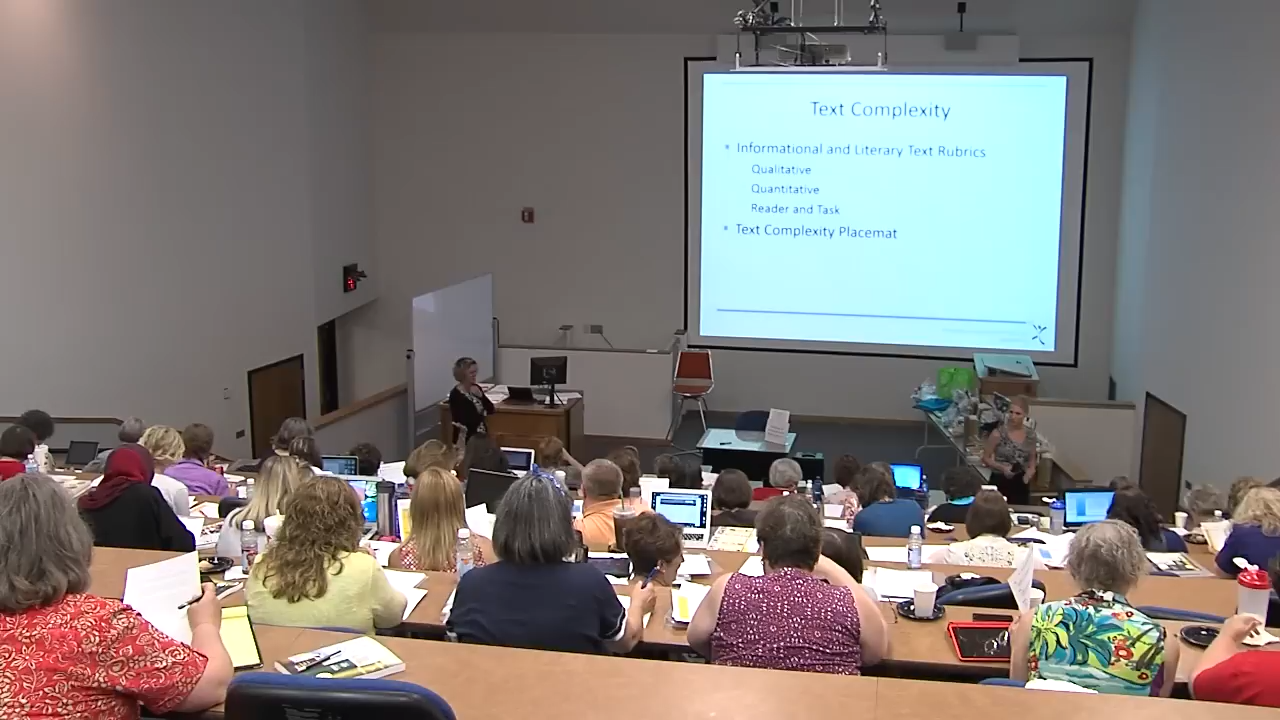 Text Complexity
Informational and Literary Text Rubrics
Qualitative
Quantitative
Reader and Task
Text Complexity Placemat